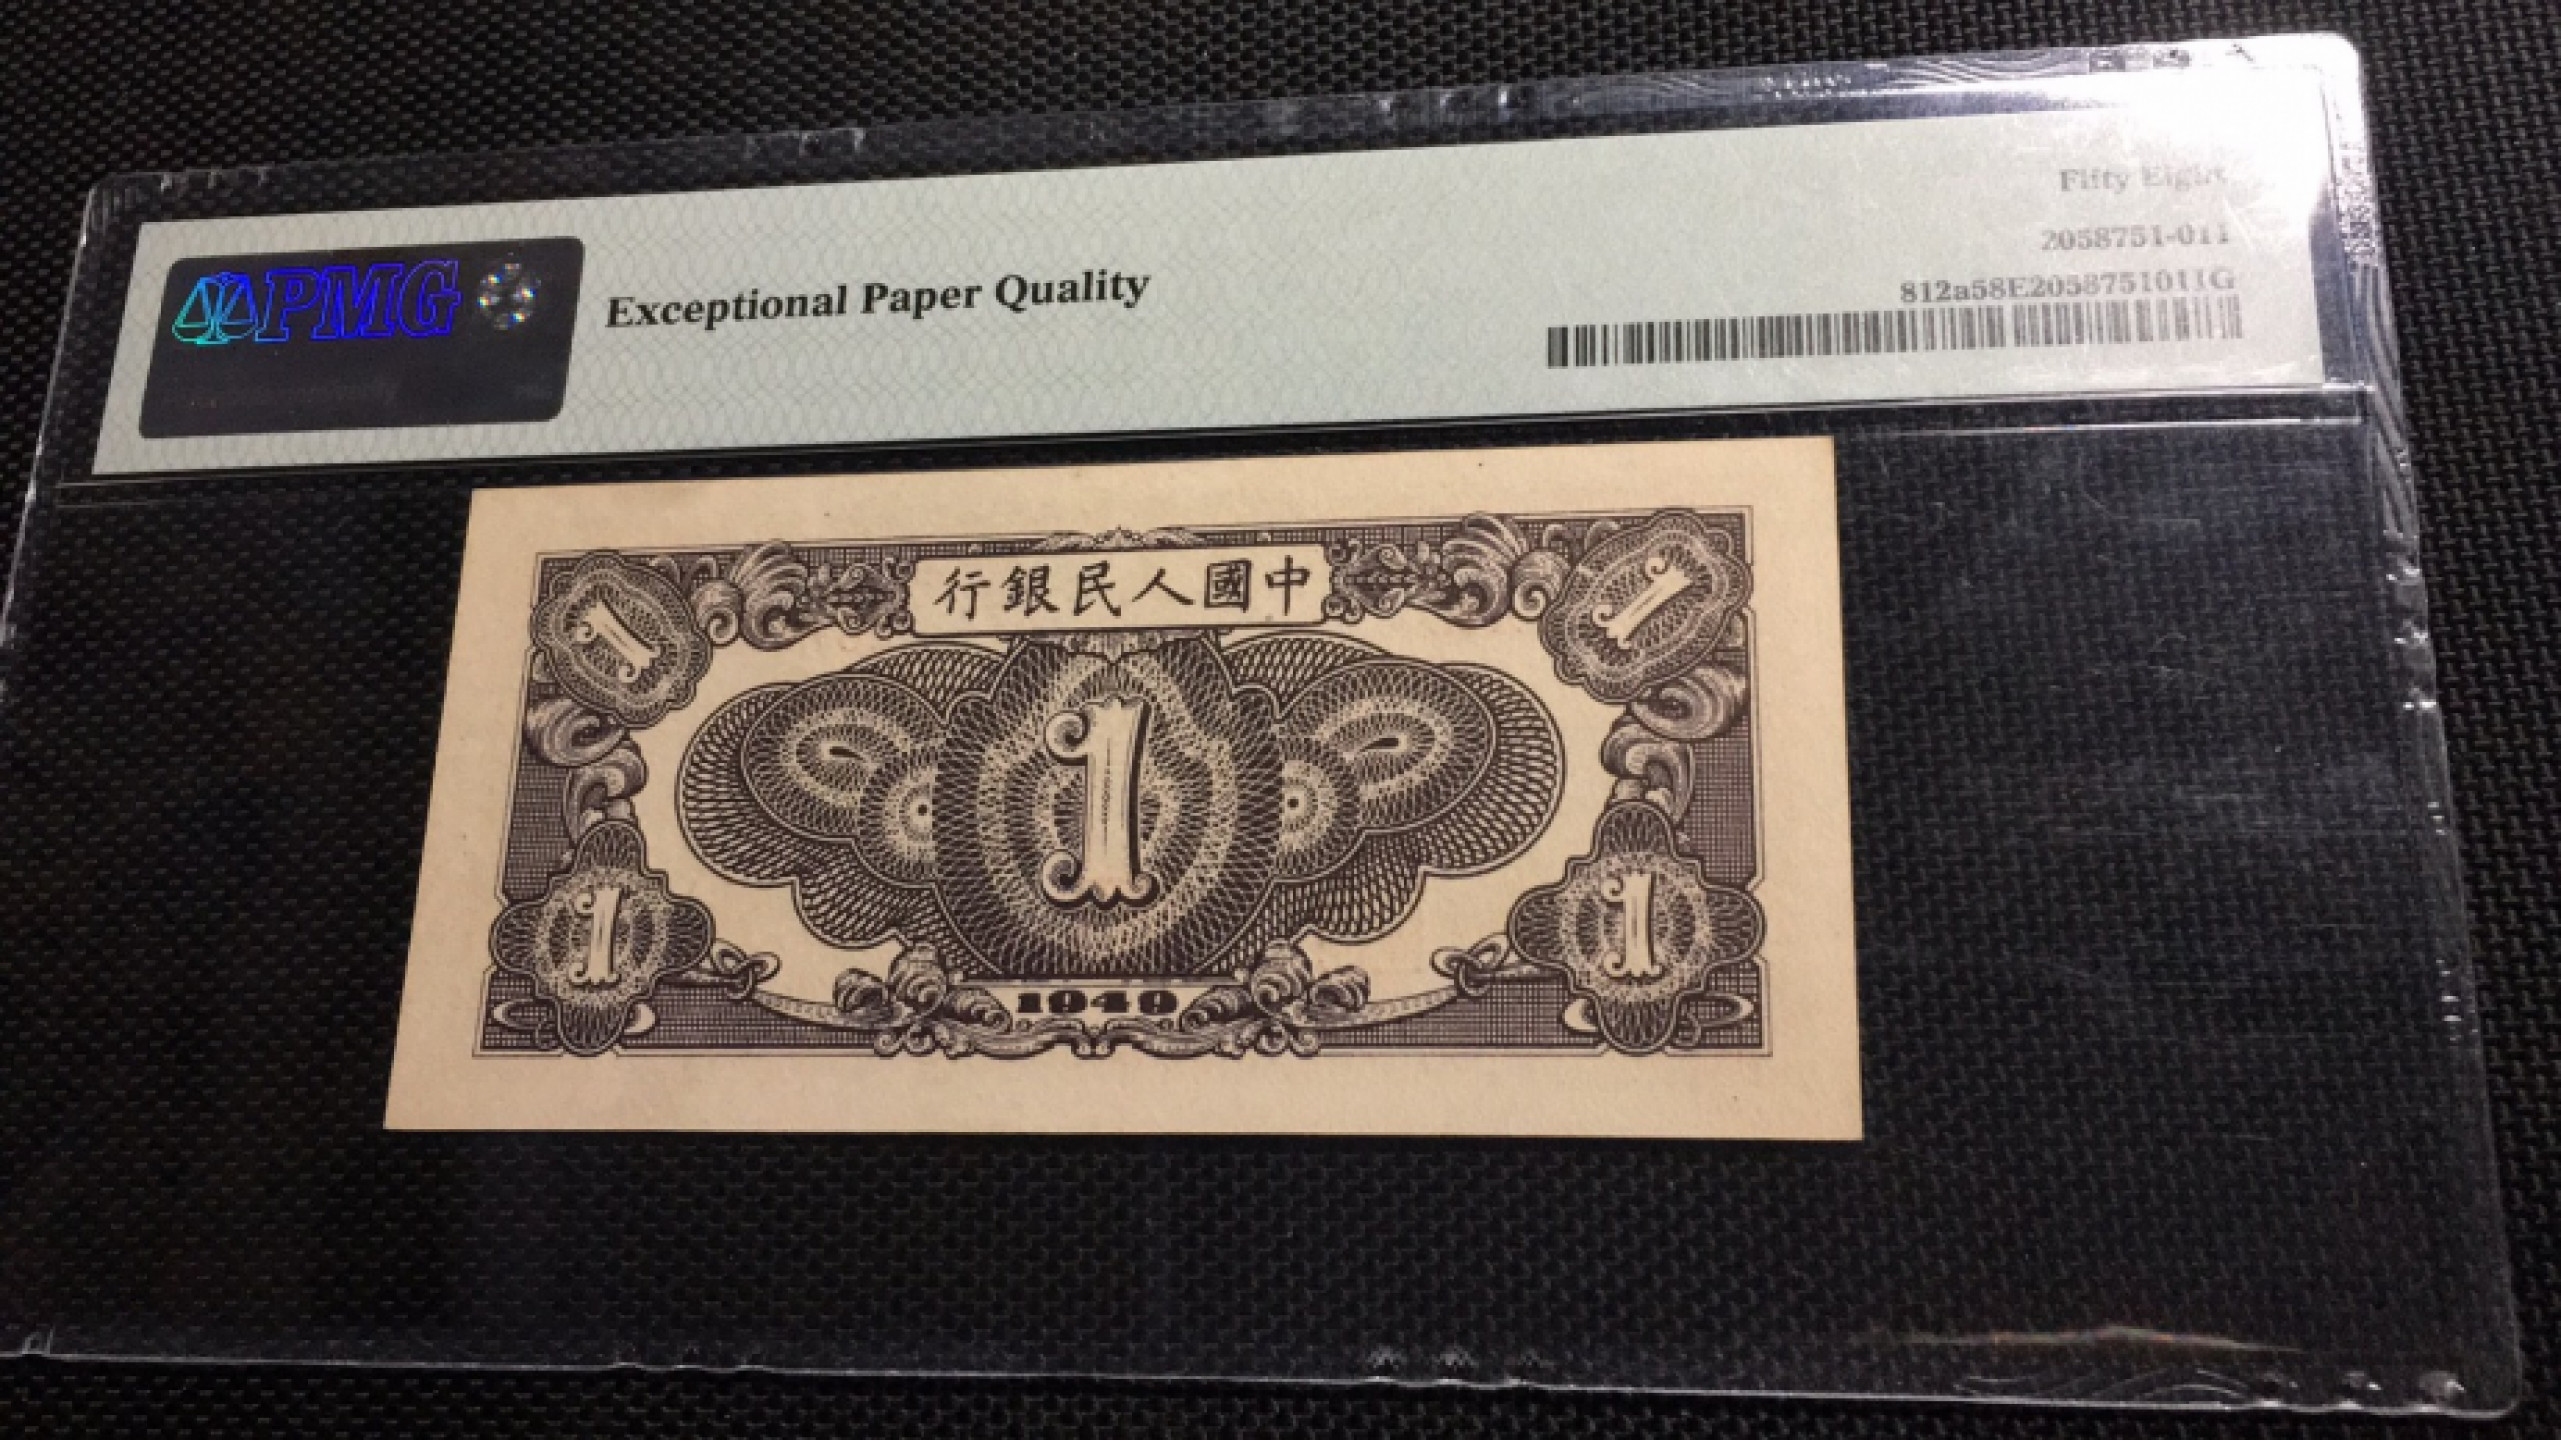 PMG
Exceptional Paper Quality
Fifty Eight
2058751-011
812a58E2058751011G
行銀民人國中
1
1
1
1
1
1949